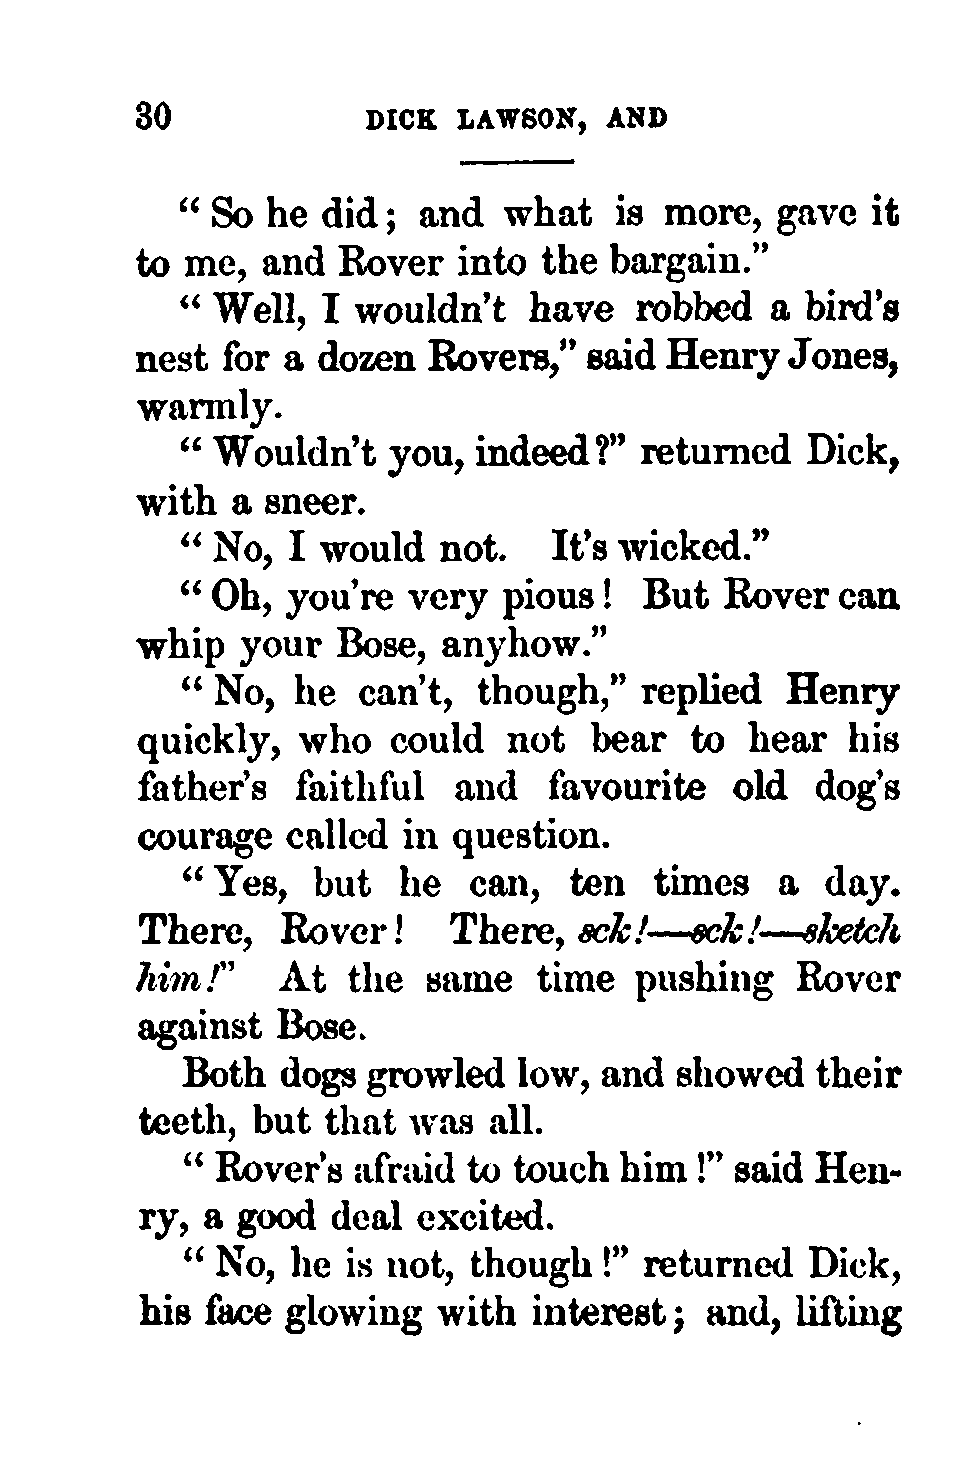 30 DICK LAWSON, AND
“ So he did; and what is more, gave it
to me, and Rover into the bargain.”
“ Well, I wouldn’t have robbed a bird’s
nest for a dozen Rovers,” said Henry Jones,
warmly.
“ Wouldn’t you, indeed?” returned Dick,
with a sneer.
“ No, I would not. It’s wicked.”
“ Oh, you’re very pious! But Rover can
whip your Bose, anyhow.”
“ No, he can’t, though,” replied Henry
quickly, who could not bear to hear his
father’s faithful and favourite old dog’s
courage called in question.
“ Yes, but he can, ten times a day.
There, Rover! There, sck!—sck!—sketch
him!” At the same time pushing Rover
against Bose.
Both dogs growled low, and showed their
teeth, but that was all.
“ Rover’s afraid to touch him!” said Hen-
ry, a good deal excited.
“ No, he is not, though!” returned Dick,
his face glowing with interest; and, lifting